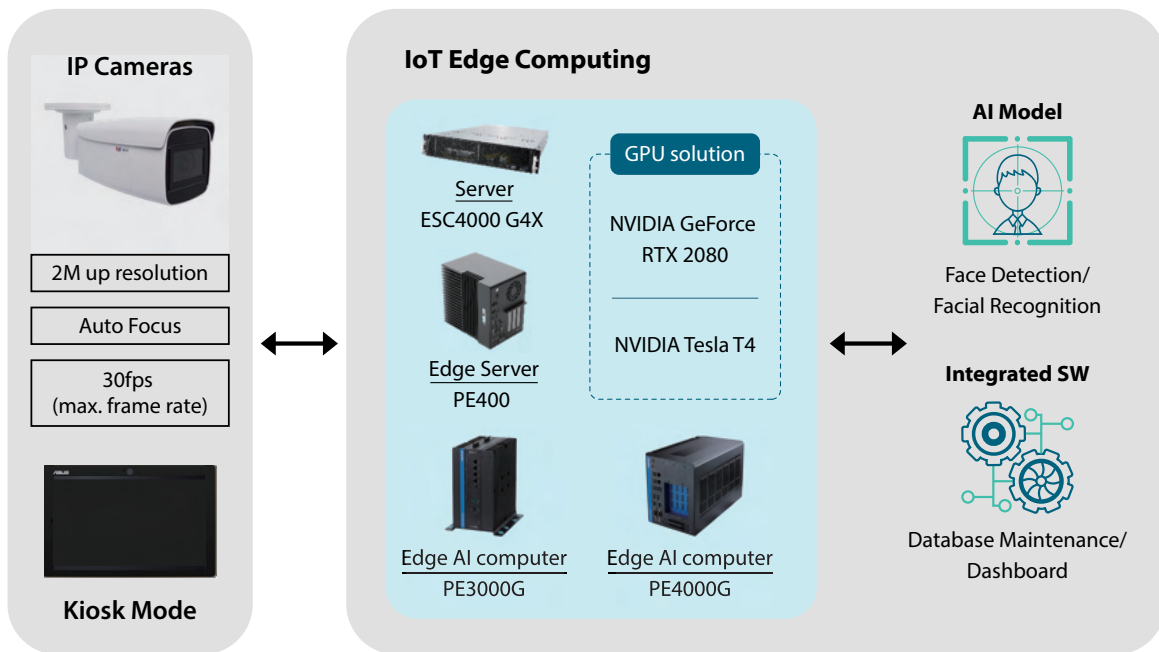 IP Cameras
2M up resolution
Auto Focus
30fps
(max. frame rate)
ASUS
Kiosk Mode
IoT Edge Computing
Server
ESC4000 G4X
Edge Server
PE400
GPU solution
NVIDIA GeForce
RTX 2080
NVIDIA Tesla T4
Edge AI computer
PE3000G
Edge AI computer
PE4000G
AI Model
Face Detection/
Facial Recognition
Integrated SW
Database Maintenance/
Dashboard